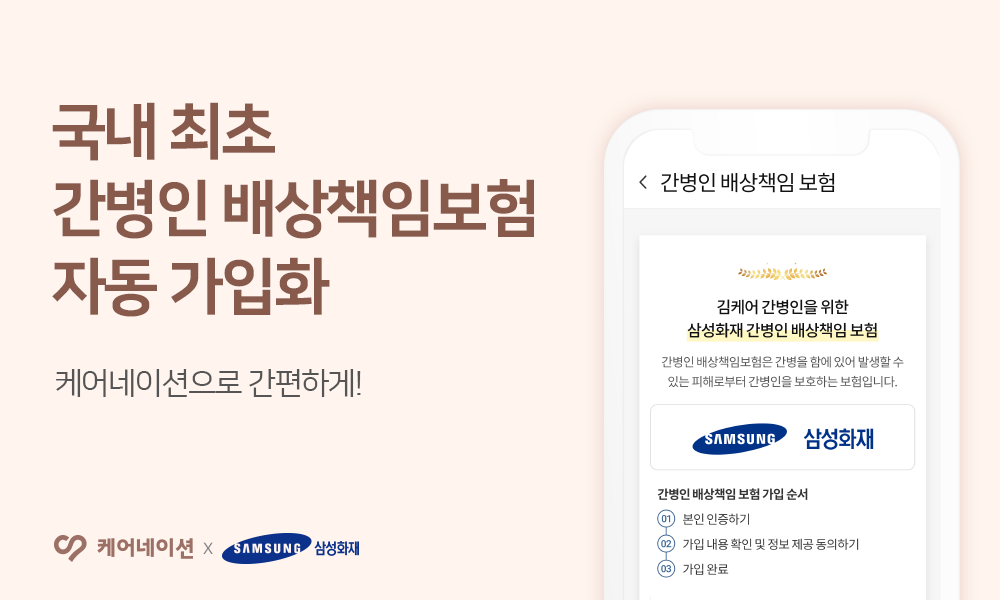 국내 최초
간병인 배상책임보험
자동 가입화
케어네이션으로 간편하게!
케어네이션 X SAMSUNG 삼성화재
간병인 배상책임 보험
김케어 간병인을 위한
삼성화재 간병인 배상책임 보험
간병인 배상책임보험은 간병을 함에 있어 발생할 수
있는 피해로부터 간병인을 보호하는 보험입니다.
SAMSUNG 삼성화재
간병인 배상책임 보험 가입 순서
01 본인 인증하기
02 가입 내용 확인 및 정보 제공 동의하기
03 가입 완료